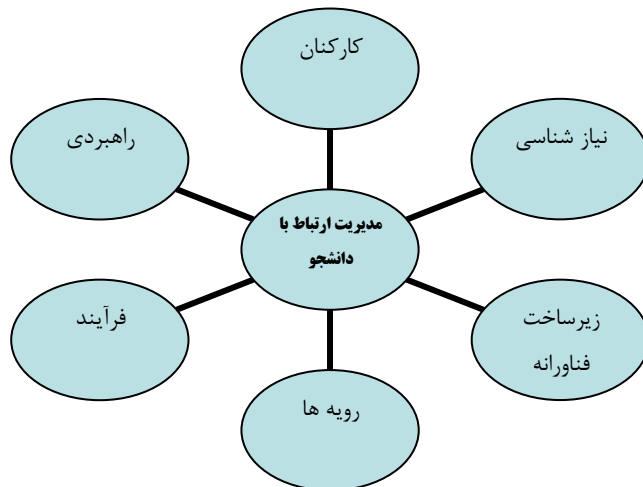 کارکنان
نیاز شناسی
راهبردی
مدیریت ارتباط با
دانشجو
زیرساخت
فناورانه
فرآیند
رویه ها